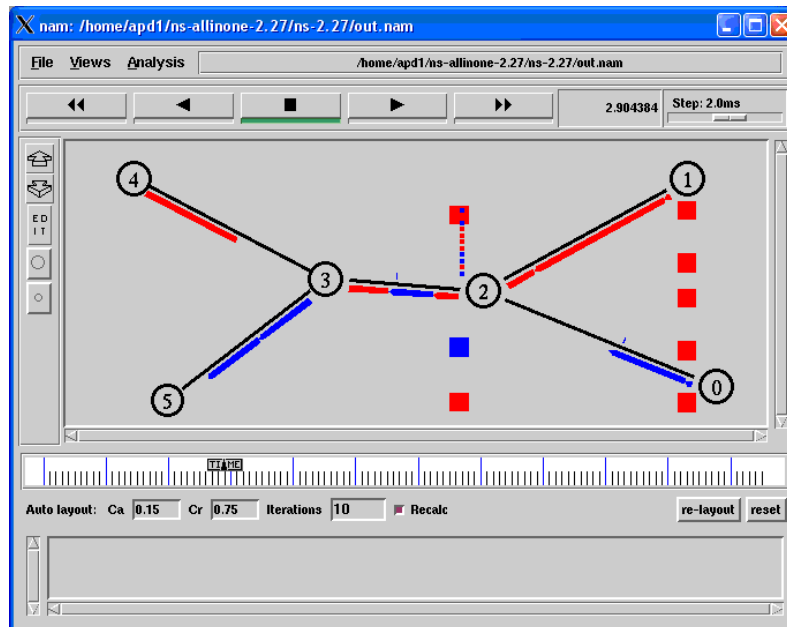 nam: /home/apd1/ns-allinone-2.27/ns-2.27/out.nam
File Views Analysis /home/apd1/ns-allinone-2.27/ns-2.27/out.nam
2.904384 Step: 2.0ms
ED
IT
4
1
3
2
5
0
TIME
Auto layout: Ca 0.15 Cr 0.75 Iterations 10 Recalc re-layout reset